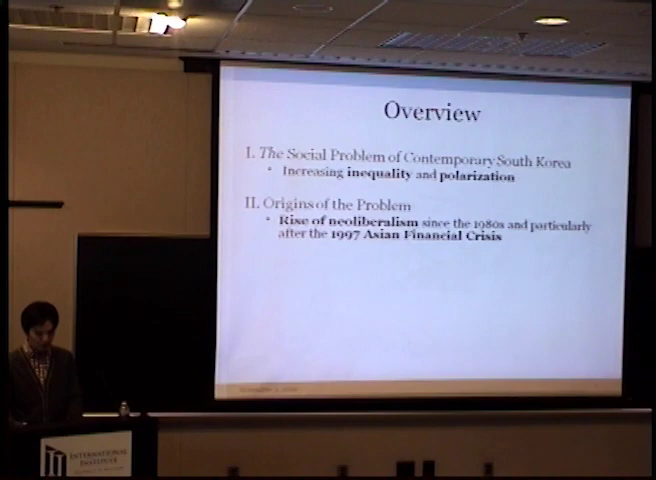 Overview
I. The Social Problem of Contemporary South Korea
• Increasing inequality and polarization
II. Origins of the Problem
• Rise of neoliberalism since the 1980s and particularly
after the 1997 Asian Financial Crisis
INTERNATIONAL
INSTITUTE